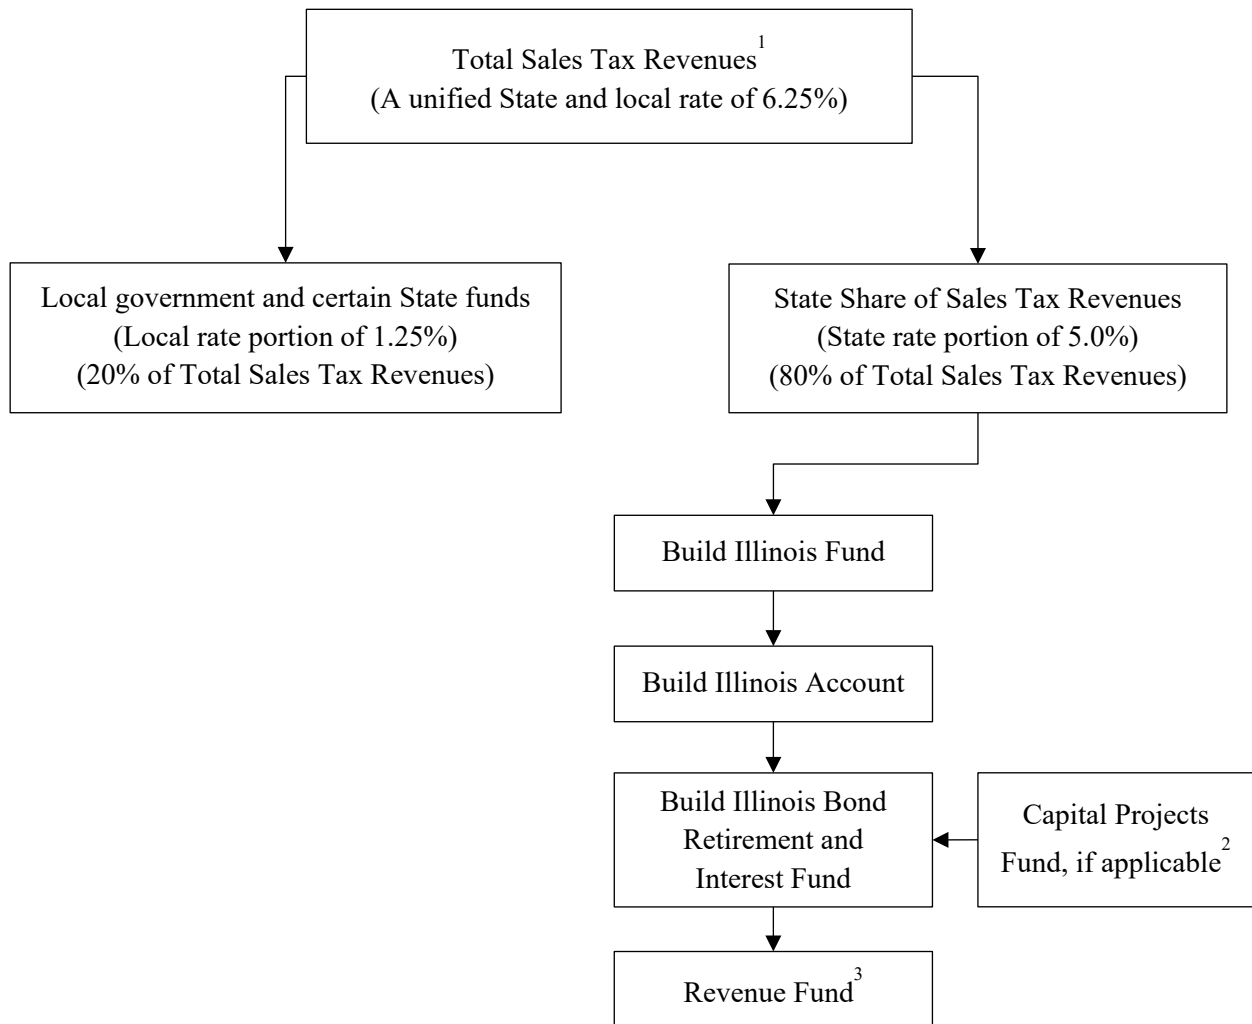 Total Sales Tax Revenues1
(A unified State and local rate of 6.25%)
Local government and certain State funds
(Local rate portion of 1.25%)
(20% of Total Sales Tax Revenues)
State Share of Sales Tax Revenues
(State rate portion of 5.0%)
(80% of Total Sales Tax Revenues)
Build Illinois Fund
Build Illinois Account
Build Illinois Bond
Retirement and
Interest Fund
Capital Projects
Fund, if applicable2
Revenue Fund3